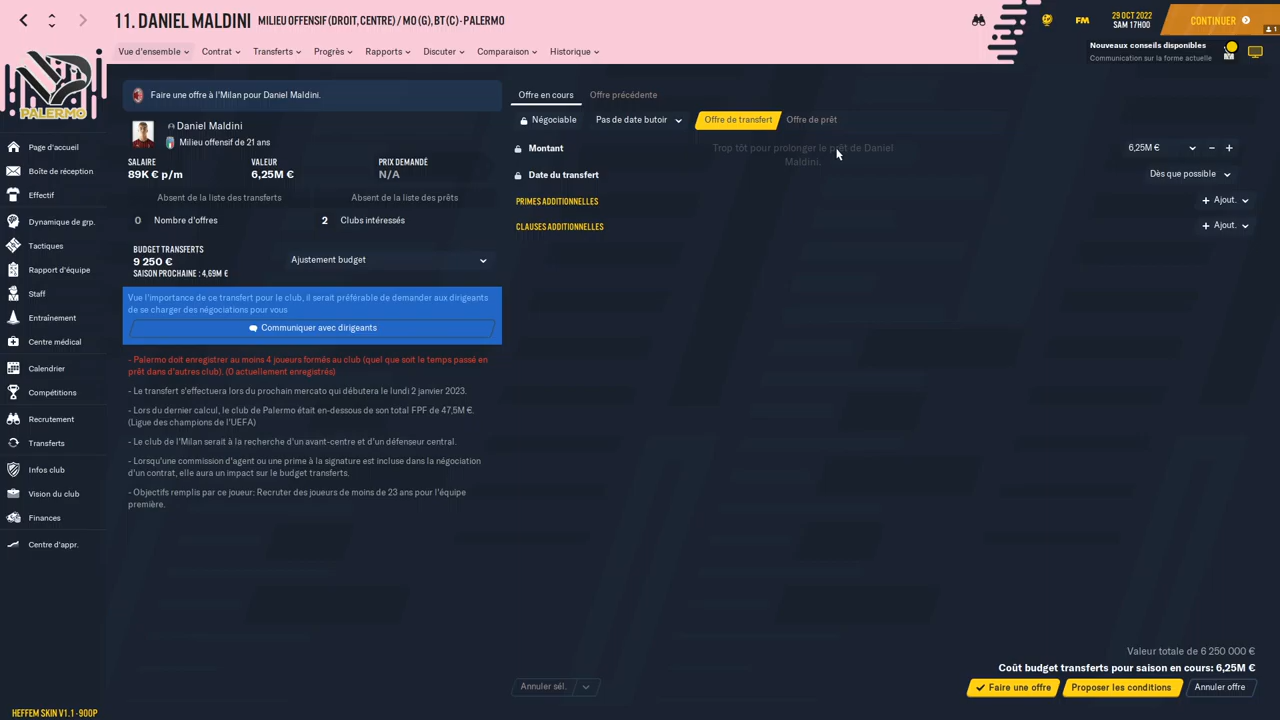 11. DANIEL MALDINI MILIEU OFFENSIF (DROIT, CENTRE) / MO (G), BT (C) - PALERMO
FM
29 OCT 2022
SAM 17H00
CONTINUER
1
Vue d'ensemble Contrat Transferts Progrès Rapports Discuter Comparaison Historique
Nouveaux conseils disponibles
Communication sur la forme actuelle
PALERMO
Page d'accueil
Boîte de réception
Effectif
Dynamique de grp.
Tactiques
Rapport d'équipe
Staff
Entraînement
Centre médical
Calendrier
Compétitions
Recrutement
Transferts
Infos club
Vision du club
Finances
Centre d'appr.
HEFFEM SKIN V1.1 - 900P
Faire une offre à l'Milan pour Daniel Maldini.
Daniel Maldini
Milieu offensif de 21 ans
SALAIRE VALEUR PRIX DEMANDÉ
89K € p/m 6,25M € N/A
Absent de la liste des transferts Absent de la liste des prêts
0 Nombre d'offres 2 Clubs intéressés
BUDGET TRANSFERTS
9 250 €
SAISON PROCHAINE : 4,69M €
Ajustement budget
Vue l'importance de ce transfert pour le club, il serait préférable de demander aux dirigeants
de se charger des négociations pour vous
Communiquer avec dirigeants
- Palermo doit enregistrer au moins 4 joueurs formés au club (quel que soit le temps passé en
prêt dans d'autres club). (0 actuellement enregistrés)
- Le transfert s'effectuera lors du prochain mercato qui débutera le lundi 2 janvier 2023.
- Lors du dernier calcul, le club de Palermo était en-dessous de son total FPF de 47,5M €.
(Ligue des champions de l'UEFA)
- Le club de l'Milan serait à la recherche d'un avant-centre et d'un défenseur central.
- Lorsqu'une commission d'agent ou une prime à la signature est incluse dans la négociation
d'un contrat, elle aura un impact sur le budget transferts.
- Objectifs remplis par ce joueur: Recruter des joueurs de moins de 23 ans pour l'équipe
première.
Offre en cours Offre précédente
Négociable Pas de date butoir Offre de transfert Offre de prêt
Trop tôt pour prolonger le prêt de Daniel
Maldini.
Montant 6,25M €
Date du transfert Dès que possible
PRIMES ADDITIONNELLES + Ajout.
CLAUSES ADDITIONNELLES + Ajout.
Valeur totale de 6 250 000 €
Coût budget transferts pour saison en cours: 6,25M €
Annuler sél. Faire une offre Proposer les conditions Annuler offre